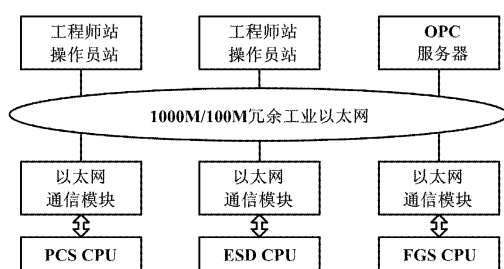 工程师站
操作员站
工程师站
操作员站
OPC
服务器
1000M/100M冗余工业以太网
以太网
通信模块
以太网
通信模块
以太网
通信模块
PCS CPU
ESD CPU
FGS CPU